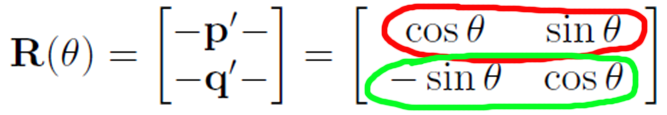 R(θ) = [−p′− −q′−] = [cos θ sin θ − sin θ cos θ]